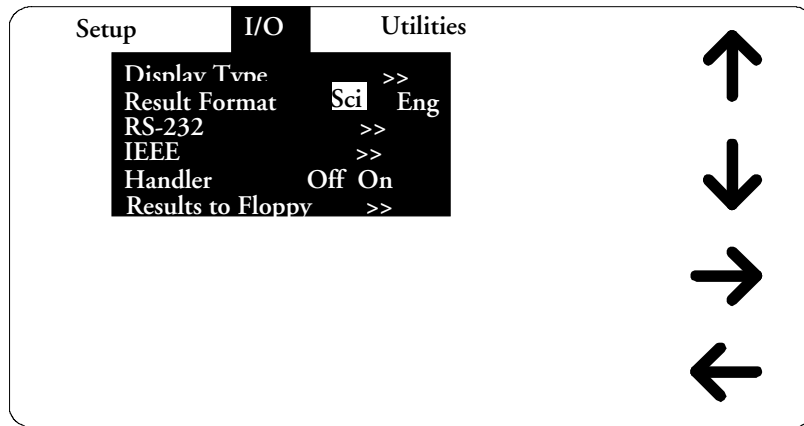 Setup I/O Utilities
Display Type >>
Result Format Sci Eng
RS-232 >>
IEEE >>
Handler Off On
Results to Floppy >>